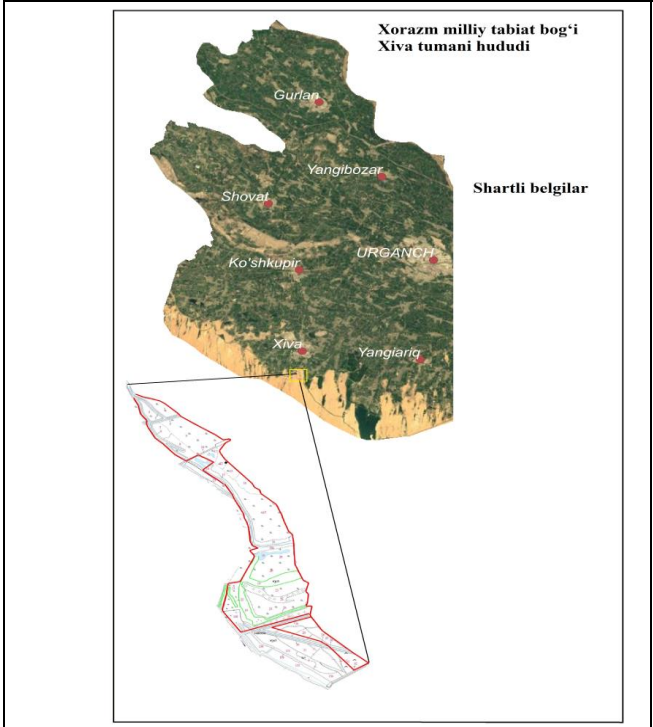 Xorazm milliy tabiat bog‘i
Xiva tumani hududi
Gurlan
Yangibozar
Shovat
Shartli belgilar
URGANCH
Ko'shkupir
Xiva
Yangiariq